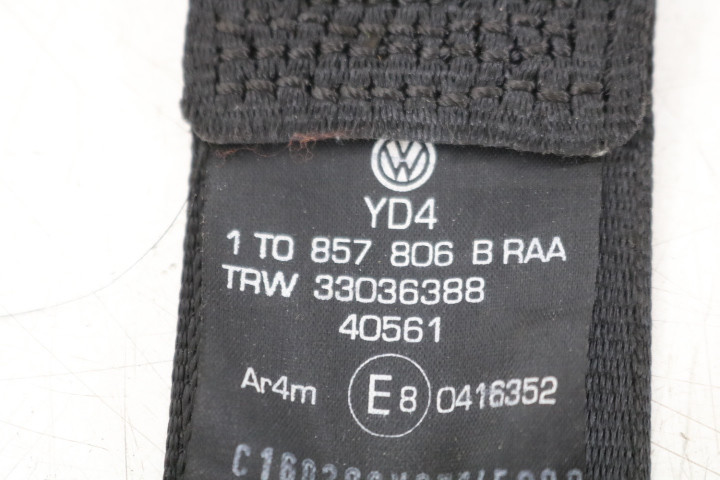 YD4
1 T0 857 806 B RAA
TRW 33036388
40561
Ar4m E8 0416352